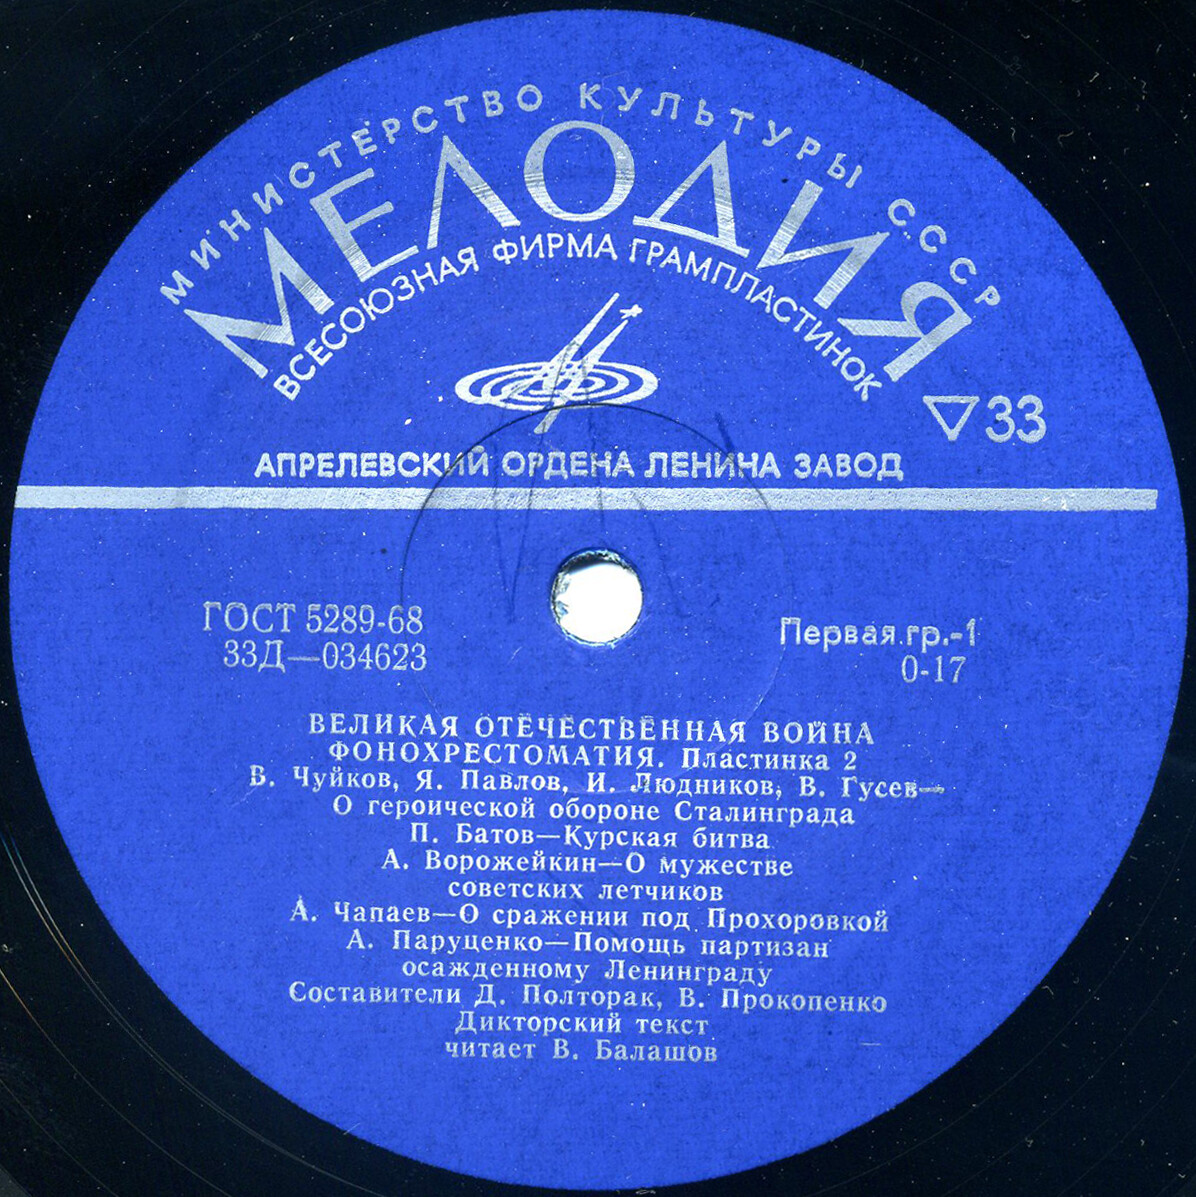 МИНИСТЕРСТВО КУЛЬТУРЫ СССР
МЕЛОДИЯ
ВСЕСОЮЗНАЯ ФИРМА ГРАМПЛАСТИНОК
33
АПРЕЛЕВСКИЙ ОРДЕНА ЛЕНИНА ЗАВОД
ГОСТ 5289-68
33Д—034623
Первая гр.-1
0-17
ВЕЛИКАЯ ОТЕЧЕСТВЕННАЯ ВОЙНА
ФОНОХРЕСТОМАТИЯ. Пластинка 2
В. Чуйков, Я. Павлов, И. Людников, В. Гусев—
О героической обороне Сталинграда
П. Батов—Курская битва
А. Ворожейкин—О мужестве
советских летчиков
А. Чапаев—О сражении под Прохоровкой
А. Паруценко—Помощь партизан
осажденному Ленинграду
Составители Д. Полторак, В. Прокопенко
Дикторский текст
читает В. Балашов